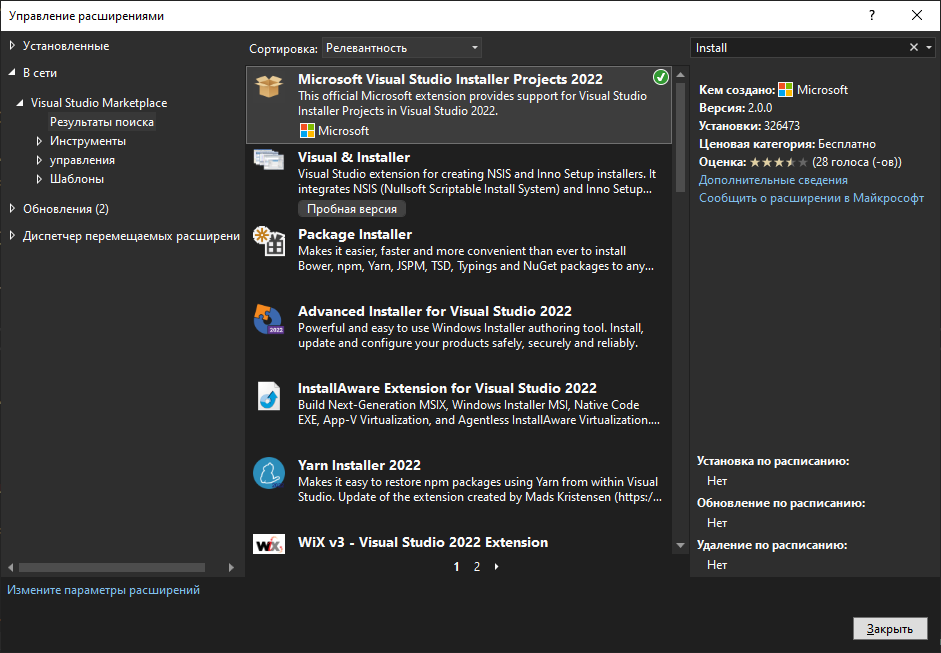 Управление расширениями
?
Установленные
В сети
Visual Studio Marketplace
Результаты поиска
Инструменты
управления
Шаблоны
Обновления (2)
Диспетчер перемещаемых расширени
Сортировка: Релевантность
Microsoft Visual Studio Installer Projects 2022
This official Microsoft extension provides support for Visual Studio
Installer Projects in Visual Studio 2022.
Microsoft
Visual & Installer
Visual Studio extension for creating NSIS and Inno Setup installers. It
integrates NSIS (Nullsoft Scriptable Install System) and Inno Setup...
Пробная версия
Package Installer
Makes it easier, faster and more convenient than ever to install
Bower, npm, Yarn, JSPM, TSD, Typings and NuGet packages to any...
Advanced Installer for Visual Studio 2022
Powerful and easy to use Windows Installer authoring tool. Install,
update and configure your products safely, securely and reliably.
2022
InstallAware Extension for Visual Studio 2022
Build Next-Generation MSIX, Windows Installer MSI, Native Code
EXE, App-V Virtualization, and Agentless InstallAware Virtualization....
Yarn Installer 2022
Makes it easy to restore npm packages using Yarn from within Visual
Studio. Update of the extension created by Mads Kristensen (https:/...
WiX
WiX v3 - Visual Studio 2022 Extension
1 2
Install
Кем создано: Microsoft
Версия: 2.0.0
Установки: 326473
Ценовая категория: Бесплатно
Оценка: (28 голоса (-ов))
Дополнительные сведения
Сообщить о расширении в Майкрософт
Установка по расписанию:
Нет
Обновление по расписанию:
Нет
Удаление по расписанию:
Нет
Измените параметры расширений
Закрыть